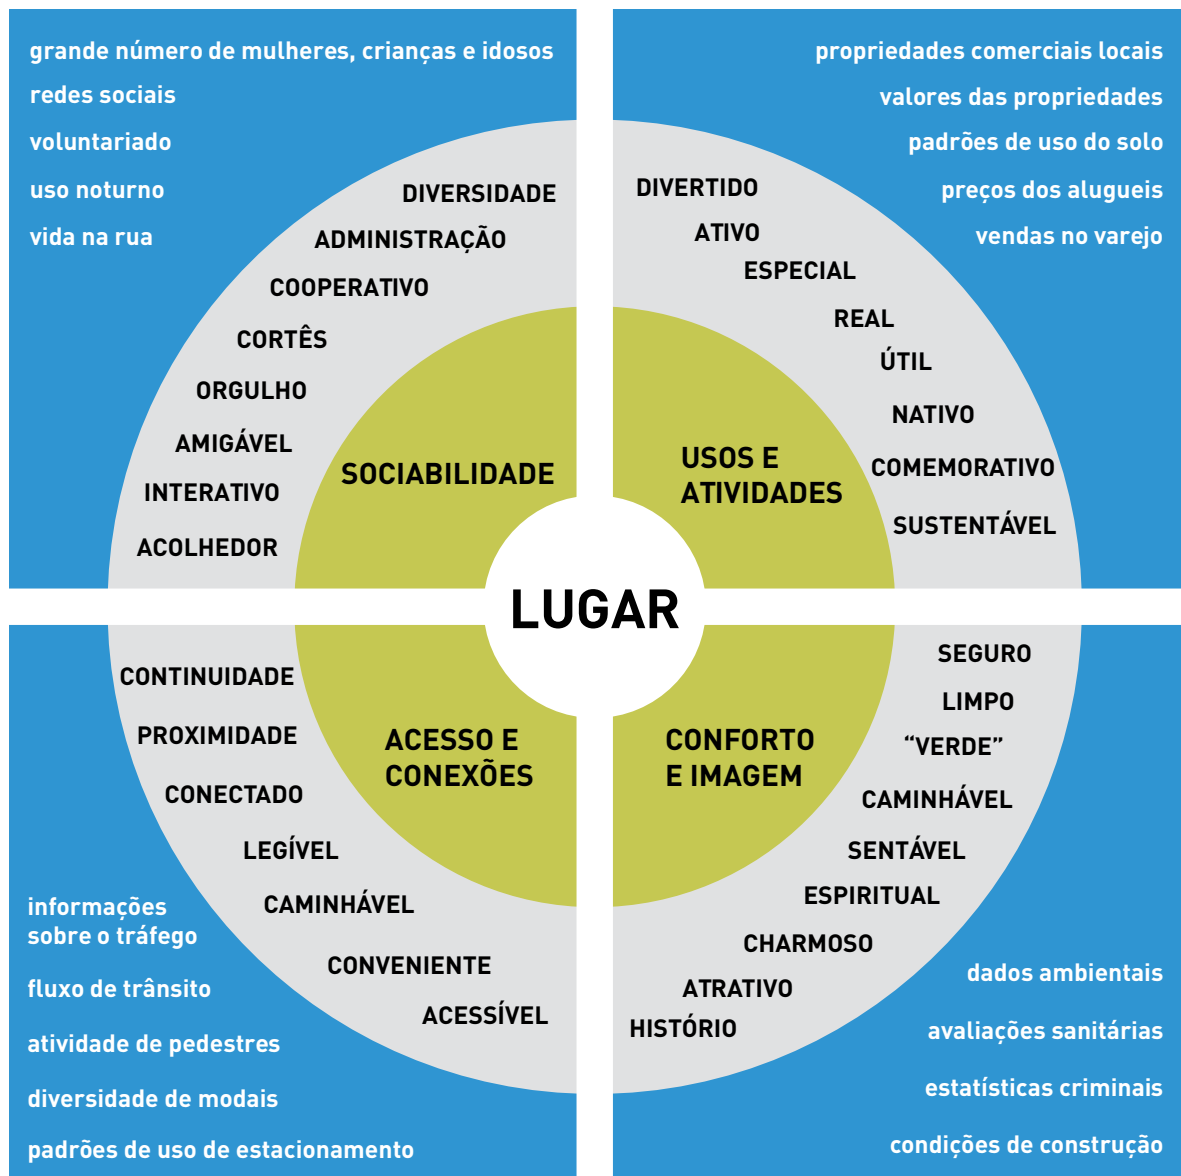 grande número de mulheres, crianças e idosos
redes sociais
voluntariado
uso noturno
vida na rua
DIVERSIDADE
ADMINISTRAÇÃO
COOPERATIVO
CORTÊS
ORGULHO
AMIGÁVEL
INTERATIVO
ACOLHEDOR
SOCIABILIDADE
propriedades comerciais locais
valores das propriedades
padrões de uso do solo
preços dos alugueis
vendas no varejo
DIVERTIDO
ATIVO
ESPECIAL
REAL
ÚTIL
NATIVO
COMEMORATIVO
SUSTENTÁVEL
USOS E
ATIVIDADES
LUGAR
CONTINUIDADE
PROXIMIDADE
CONECTADO
LEGÍVEL
CAMINHÁVEL
CONVENIENTE
ACESSÍVEL
ACESSO E
CONEXÕES
informações
sobre o tráfego
fluxo de trânsito
atividade de pedestres
diversidade de modais
padrões de uso de estacionamento
CONFORTO
E IMAGEM
SEGURO
LIMPO
“VERDE”
CAMINHÁVEL
SENTÁVEL
ESPIRITUAL
CHARMOSO
ATRATIVO
HISTÓRIO
dados ambientais
avaliações sanitárias
estatísticas criminais
condições de construção